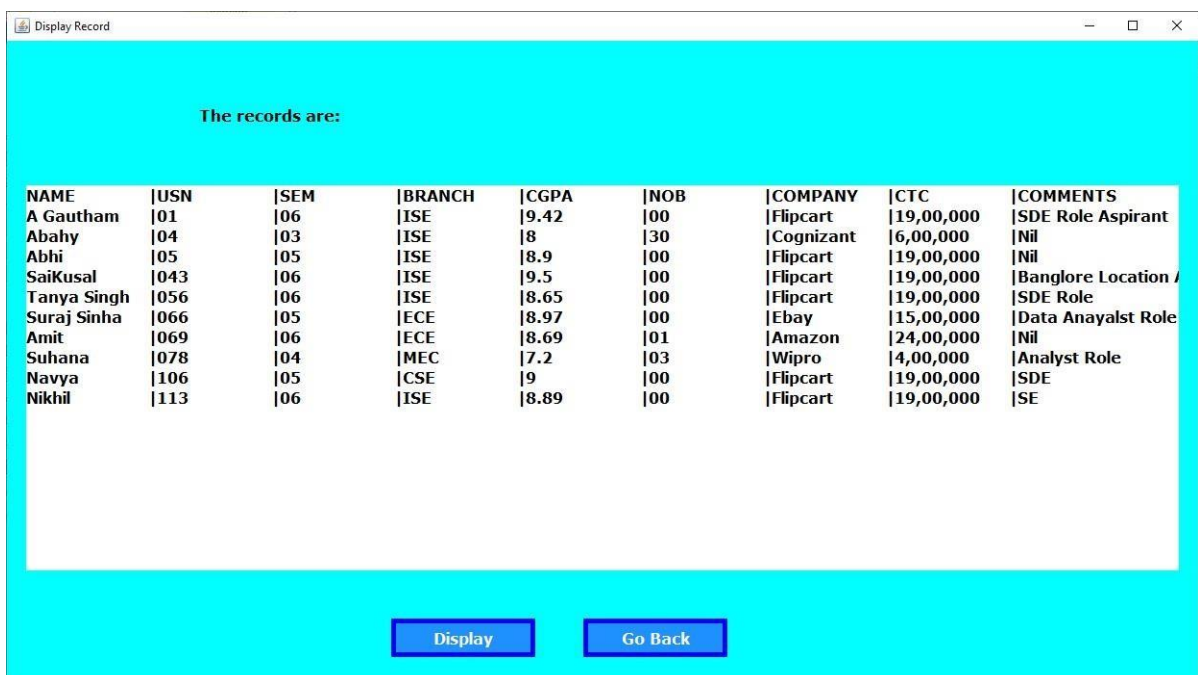 Display Record
The records are:
NAME |USN |SEM |BRANCH |CGPA |NOB |COMPANY |CTC |COMMENTS
A Gautham |01 |06 |ISE |9.42 |00 |Flipcart |19,00,000 |SDE Role Aspirant
Abahy |04 |03 |ISE |8 |30 |Cognizant |6,00,000 |Nil
Abhi |05 |05 |ISE |8.9 |00 |Flipcart |19,00,000 |Nil
SaiKusal |043 |06 |ISE |9.5 |00 |Flipcart |19,00,000 |Banglore Location
Tanya Singh |056 |06 |ISE |8.65 |00 |Flipcart |19,00,000 |SDE Role
Suraj Sinha |066 |05 |ECE |8.97 |00 |Ebay |15,00,000 |Data Anayalst Role
Amit |069 |06 |ECE |8.69 |01 |Amazon |24,00,000 |Nil
Suhana |078 |04 |MEC |7.2 |03 |Wipro |4,00,000 |Analyst Role
Navya |106 |05 |CSE |9 |00 |Flipcart |19,00,000 |SDE
Nikhil |113 |06 |ISE |8.89 |00 |Flipcart |19,00,000 |SE
Display Go Back